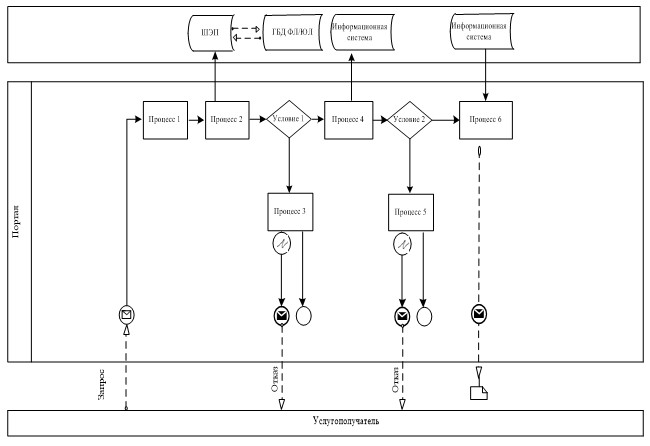 ШЭП
ГБД ФЛ/ЮЛ
Информационная
система
Информационная
система
Процесс 1
Процесс 2
Условие 1
Процесс 4
Условие 2
Процесс 6
Процесс 3
Процесс 5
Портал
Запрос
Отказ
Отказ
Услугополучатель